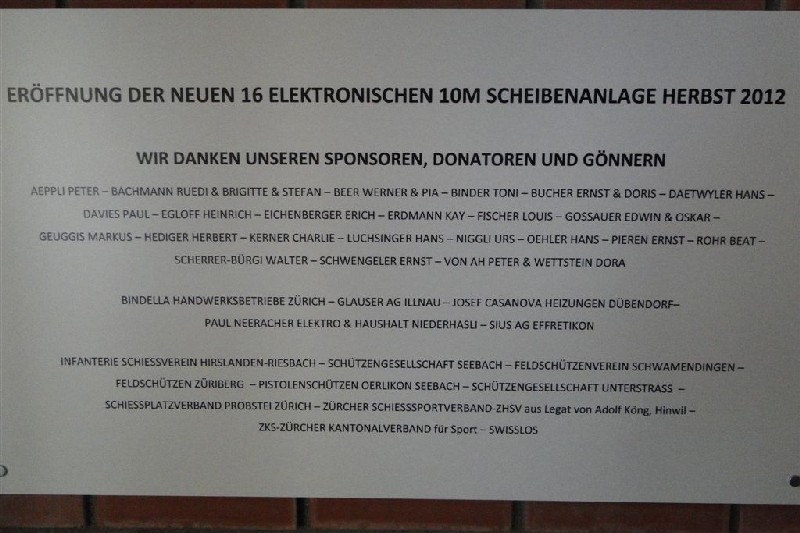 ERÖFFNUNG DER NEUEN 16 ELEKTRONISCHEN 10M SCHEIBENANLAGE HERBST 2012
WIR DANKEN UNSEREN SPONSOREN, DONATOREN UND GÖNNERN
AEPPLI PETER – BACHMANN RUEDI & BRIGITTE & STEFAN – BEER WERNER & PIA – BINDER TONI – BUCHER ERNST & DORIS – DAETWYLER HANS –
DAVIES PAUL – EGLOFF HEINRICH – EICHENBERGER ERICH – ERDMANN KAY – FISCHER LOUIS – GOSSAUER EDWIN & OSKAR –
GEUGGIS MARKUS – HEDIGER HERBERT – KERNER CHARLIE – LUCHSINGER HANS – NIGGLI URS – OEHLER HANS – PIEREN ERNST – ROHR BEAT –
SCHERRER-BÜRGI WALTER – SCHWENGELER ERNST – VON AH PETER & WETTSTEIN DORA
BINDELLA HANDWERKSBETRIEBE ZÜRICH – GLAUSER AG ILLNAU – JOSEF CASANOVA HEIZUNGEN DÜBENDORF–
PAUL NEERACHER ELEKTRO & HAUSHALT NIEDERHASLI – SIUS AG EFFRETIKON
INFANTERIE SCHIESSVEREIN HIRSLANDEN-RIESBACH – SCHÜTZENGESELLSCHAFT SEEBACH – FELDSCHÜTZENVEREIN SCHWAMENDINGEN –
FELDSCHÜTZEN ZÜRIBERG – PISTOLENSCHÜTZEN OERLIKON SEEBACH – SCHÜTZENGESELLSCHAFT UNTERSTRASS –
SCHIESSPLATZVERBAND PROBSTEI ZÜRICH – ZÜRCHER SCHIESSSPORTVERBAND-ZHSV aus Legat von Adolf Köng, Hinwil –
ZKS-ZÜRCHER KANTONALVERBAND für Sport – SWISSLOS